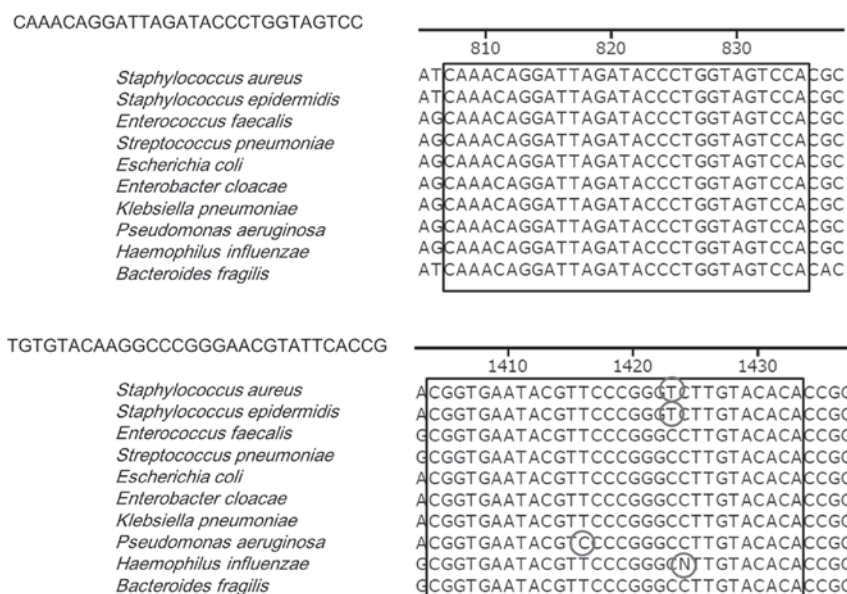 CAAACAGGATTAGATACCCTGGTAGTCC
810 820 830
Staphylococcus aureus ATCAAACAGGATTAGATACCCTGGTAGTCCACGC
Staphylococcus epidermidis ATCAAACAGGATTAGATACCCTGGTAGTCCACGC
Enterococcus faecalis AGCAAACAGGATTAGATACCCTGGTAGTCCACGC
Streptococcus pneumoniae AGCAAACAGGATTAGATACCCTGGTAGTCCACGC
Escherichia coli AGCAAACAGGATTAGATACCCTGGTAGTCCACGC
Enterobacter cloacae AGCAAACAGGATTAGATACCCTGGTAGTCCACGC
Klebsiella pneumoniae AGCAAACAGGATTAGATACCCTGGTAGTCCACGC
Pseudomonas aeruginosa AGCAAACAGGATTAGATACCCTGGTAGTCCACGC
Haemophilus influenzae AGCAAACAGGATTAGATACCCTGGTAGTCCACGC
Bacteroides fragilis ATCAAACAGGATTAGATACCCTGGTAGTCCACAC
TGTGTACAAGGCCCGGGAACGTATTCACCG
1410 1420 1430
Staphylococcus aureus ACGGTGAATACGTTCCCGGGTCTTGTACACACCGC
Staphylococcus epidermidis ACGGTGAATACGTTCCCGGGTCTTGTACACACCGC
Enterococcus faecalis GCGGTGAATACGTTCCCGGGCCTTGTACACACCGC
Streptococcus pneumoniae GCGGTGAATACGTTCCCGGGCCTTGTACACACCGC
Escherichia coli ACGGTGAATACGTTCCCGGGCCTTGTACACACCGC
Enterobacter cloacae ACGGTGAATACGTTCCCGGGCCTTGTACACACCGC
Klebsiella pneumoniae ACGGTGAATACGTTCCCGGGCCTTGTACACACCGC
Pseudomonas aeruginosa ACGGTGAATACGTCCCCGGGCCTTGTACACACCGC
Haemophilus influenzae GCGGTGAATACGTTCCCGGGCNTTGTACACACCGC
Bacteroides fragilis GCGGTGAATACGTTCCCGGGCCTTGTACACACCGC